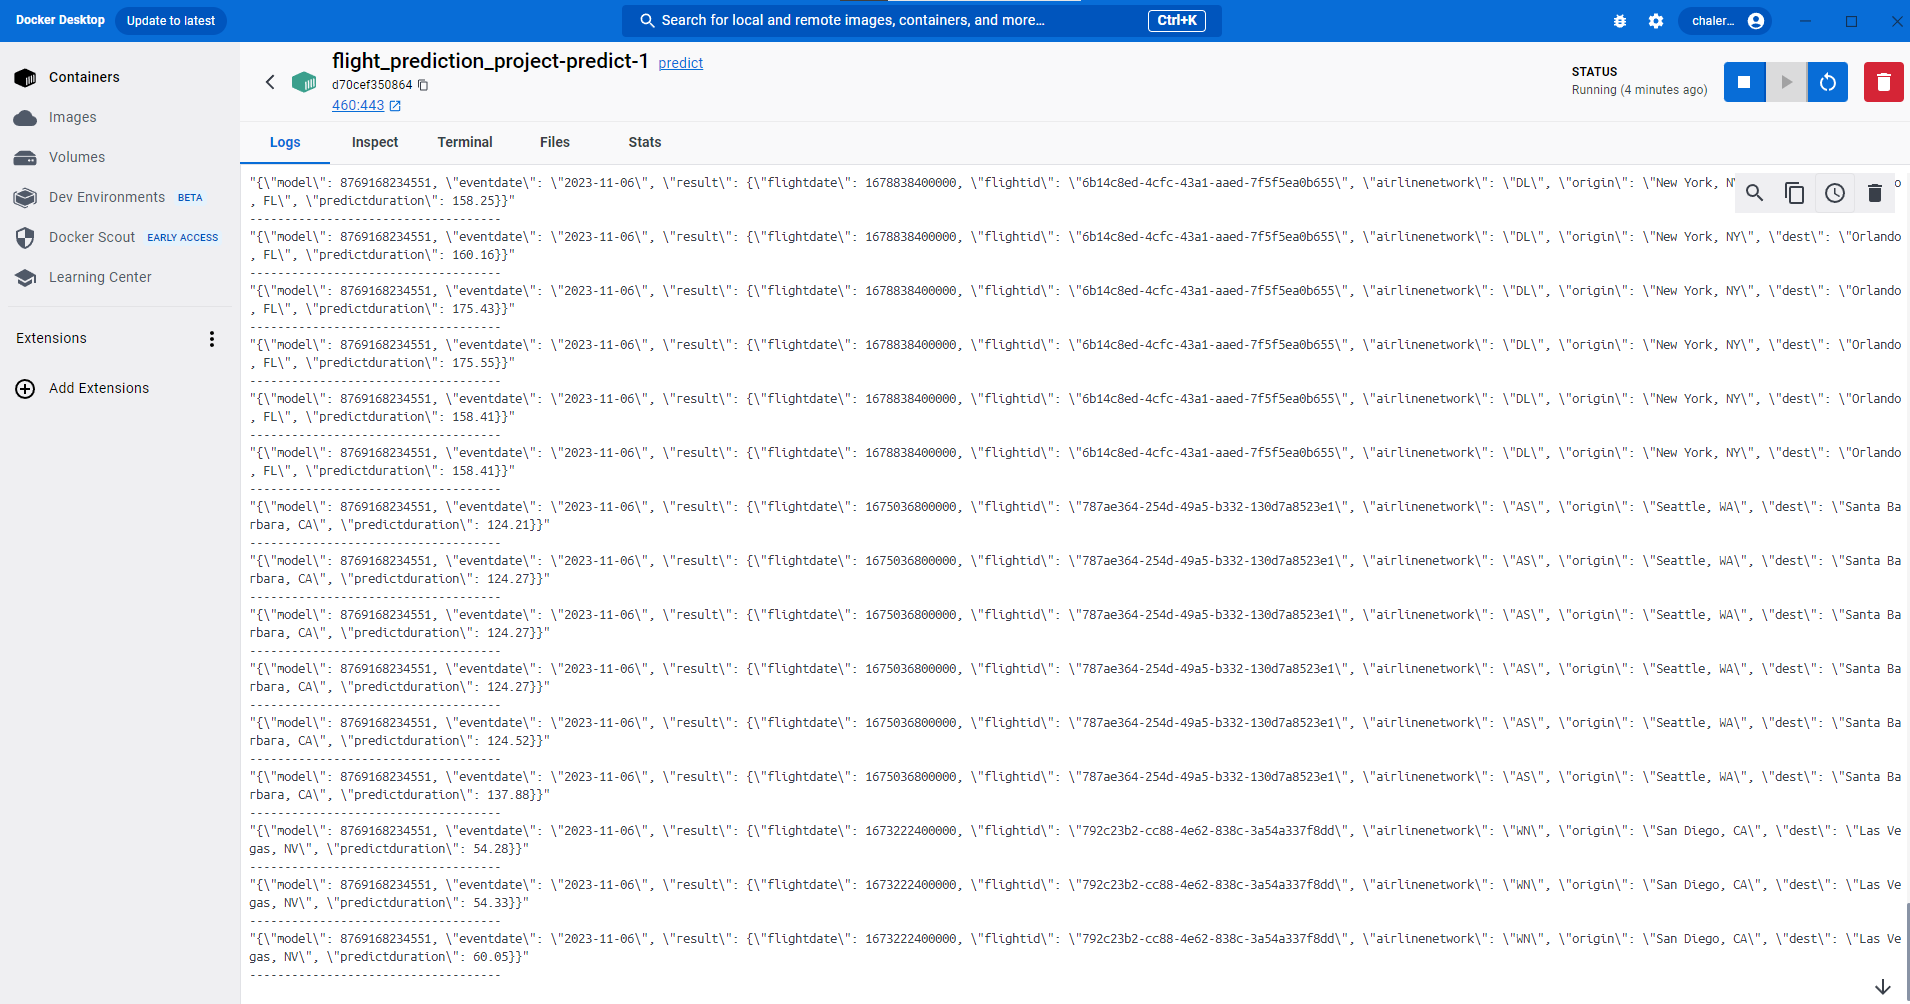 Docker Desktop
Update to latest
Search for local and remote images, containers, and more...
Ctrl+K
chaler...
Containers
Images
Volumes
Dev Environments BETA
Docker Scout EARLY ACCESS
Learning Center
Extensions
Add Extensions
flight_prediction_project-predict-1 predict
d70cef350864
460:443
STATUS
Running (4 minutes ago)
Logs Inspect Terminal Files Stats
"{\"model\": 8769168234551, \"eventdate\": \"2023-11-06\", \"result\": {\"flightdate\": 1678838400000, \"flightid\": \"6b14c8ed-4cfc-43a1-aaed-7f5f5ea0b655\", \"airlinenetwork\": \"DL\", \"origin\": \"New York, N
, FL\", \"predictduration\": 158.25}}"
------------------------------------
"{\"model\": 8769168234551, \"eventdate\": \"2023-11-06\", \"result\": {\"flightdate\": 1678838400000, \"flightid\": \"6b14c8ed-4cfc-43a1-aaed-7f5f5ea0b655\", \"airlinenetwork\": \"DL\", \"origin\": \"New York, NY\", \"dest\": \"Orlando
, FL\", \"predictduration\": 160.16}}"
------------------------------------
"{\"model\": 8769168234551, \"eventdate\": \"2023-11-06\", \"result\": {\"flightdate\": 1678838400000, \"flightid\": \"6b14c8ed-4cfc-43a1-aaed-7f5f5ea0b655\", \"airlinenetwork\": \"DL\", \"origin\": \"New York, NY\", \"dest\": \"Orlando
, FL\", \"predictduration\": 175.43}}"
------------------------------------
"{\"model\": 8769168234551, \"eventdate\": \"2023-11-06\", \"result\": {\"flightdate\": 1678838400000, \"flightid\": \"6b14c8ed-4cfc-43a1-aaed-7f5f5ea0b655\", \"airlinenetwork\": \"DL\", \"origin\": \"New York, NY\", \"dest\": \"Orlando
, FL\", \"predictduration\": 175.55}}"
------------------------------------
"{\"model\": 8769168234551, \"eventdate\": \"2023-11-06\", \"result\": {\"flightdate\": 1678838400000, \"flightid\": \"6b14c8ed-4cfc-43a1-aaed-7f5f5ea0b655\", \"airlinenetwork\": \"DL\", \"origin\": \"New York, NY\", \"dest\": \"Orlando
, FL\", \"predictduration\": 158.41}}"
------------------------------------
"{\"model\": 8769168234551, \"eventdate\": \"2023-11-06\", \"result\": {\"flightdate\": 1678838400000, \"flightid\": \"6b14c8ed-4cfc-43a1-aaed-7f5f5ea0b655\", \"airlinenetwork\": \"DL\", \"origin\": \"New York, NY\", \"dest\": \"Orlando
, FL\", \"predictduration\": 158.41}}"
------------------------------------
"{\"model\": 8769168234551, \"eventdate\": \"2023-11-06\", \"result\": {\"flightdate\": 1675036800000, \"flightid\": \"787ae364-254d-49a5-b332-130d7a8523e1\", \"airlinenetwork\": \"AS\", \"origin\": \"Seattle, WA\", \"dest\": \"Santa Ba
rbara, CA\", \"predictduration\": 124.21}}"
------------------------------------
"{\"model\": 8769168234551, \"eventdate\": \"2023-11-06\", \"result\": {\"flightdate\": 1675036800000, \"flightid\": \"787ae364-254d-49a5-b332-130d7a8523e1\", \"airlinenetwork\": \"AS\", \"origin\": \"Seattle, WA\", \"dest\": \"Santa Ba
rbara, CA\", \"predictduration\": 124.27}}"
------------------------------------
"{\"model\": 8769168234551, \"eventdate\": \"2023-11-06\", \"result\": {\"flightdate\": 1675036800000, \"flightid\": \"787ae364-254d-49a5-b332-130d7a8523e1\", \"airlinenetwork\": \"AS\", \"origin\": \"Seattle, WA\", \"dest\": \"Santa Ba
rbara, CA\", \"predictduration\": 124.27}}"
------------------------------------
"{\"model\": 8769168234551, \"eventdate\": \"2023-11-06\", \"result\": {\"flightdate\": 1675036800000, \"flightid\": \"787ae364-254d-49a5-b332-130d7a8523e1\", \"airlinenetwork\": \"AS\", \"origin\": \"Seattle, WA\", \"dest\": \"Santa Ba
rbara, CA\", \"predictduration\": 124.27}}"
------------------------------------
"{\"model\": 8769168234551, \"eventdate\": \"2023-11-06\", \"result\": {\"flightdate\": 1675036800000, \"flightid\": \"787ae364-254d-49a5-b332-130d7a8523e1\", \"airlinenetwork\": \"AS\", \"origin\": \"Seattle, WA\", \"dest\": \"Santa Ba
rbara, CA\", \"predictduration\": 124.52}}"
------------------------------------
"{\"model\": 8769168234551, \"eventdate\": \"2023-11-06\", \"result\": {\"flightdate\": 1675036800000, \"flightid\": \"787ae364-254d-49a5-b332-130d7a8523e1\", \"airlinenetwork\": \"AS\", \"origin\": \"Seattle, WA\", \"dest\": \"Santa Ba
rbara, CA\", \"predictduration\": 137.88}}"
------------------------------------
"{\"model\": 8769168234551, \"eventdate\": \"2023-11-06\", \"result\": {\"flightdate\": 1673222400000, \"flightid\": \"792c23b2-cc88-4e62-838c-3a54a337f8dd\", \"airlinenetwork\": \"WN\", \"origin\": \"San Diego, CA\", \"dest\": \"Las Ve
gas, NV\", \"predictduration\": 54.28}}"
------------------------------------
"{\"model\": 8769168234551, \"eventdate\": \"2023-11-06\", \"result\": {\"flightdate\": 1673222400000, \"flightid\": \"792c23b2-cc88-4e62-838c-3a54a337f8dd\", \"airlinenetwork\": \"WN\", \"origin\": \"San Diego, CA\", \"dest\": \"Las Ve
gas, NV\", \"predictduration\": 54.33}}"
------------------------------------
"{\"model\": 8769168234551, \"eventdate\": \"2023-11-06\", \"result\": {\"flightdate\": 1673222400000, \"flightid\": \"792c23b2-cc88-4e62-838c-3a54a337f8dd\", \"airlinenetwork\": \"WN\", \"origin\": \"San Diego, CA\", \"dest\": \"Las Ve
gas, NV\", \"predictduration\": 60.05}}"
------------------------------------